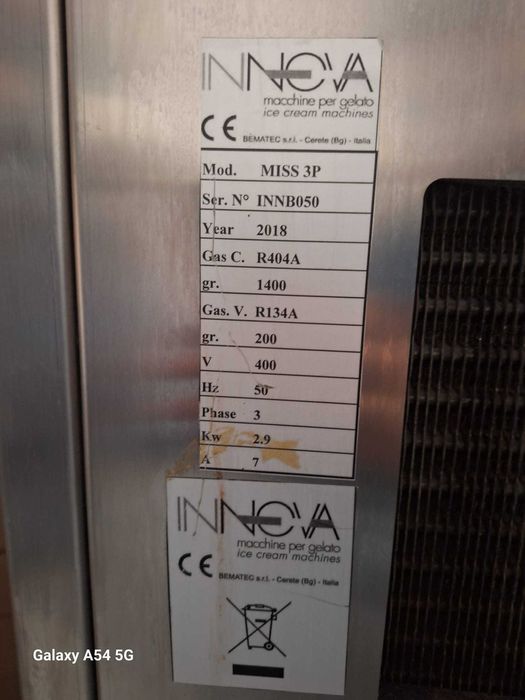 INNOVA
macchine per gelato
ice cream machines
CE BEMATEC s.r.l. - Cerete (Bg) - Italia
Mod. MISS 3P
Ser. N° INNB050
Year 2018
Gas C. R404A
gr. 1400
Gas. V. R134A
gr. 200
V 400
Hz 50
Phase 3
Kw 2.9
A 7
INNOVA
macchine per gelato
ice cream machines
CE BEMATEC s.r.l. - Cerete (Bg) - Italia
Galaxy A54 5G